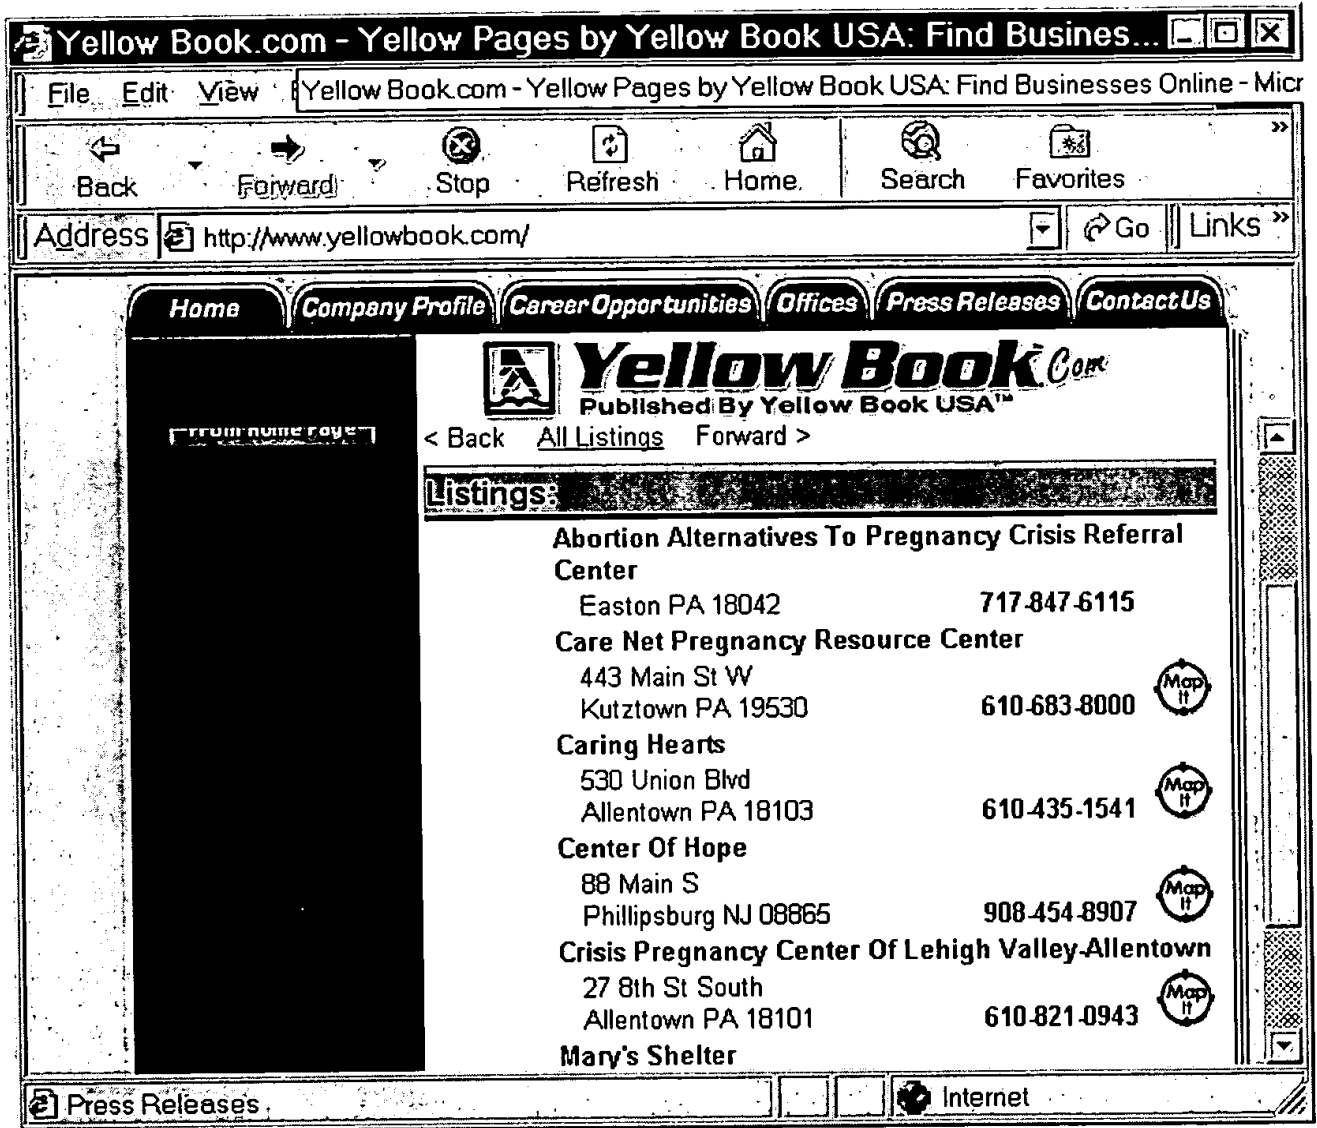 Yellow Book.com - Yellow Pages by Yellow Book USA: Find Busines...
File Edit View Yellow Book.com - Yellow Pages by Yellow Book USA: Find Businesses Online - Micr
Back Forward Stop Refresh Home Search Favorites »
Address http://www.yellowbook.com/ Go Links »
Home Company Profile Career Opportunities Offices Press Releases Contact Us
Yellow Book.Com
Published By Yellow Book USA™
From Home Page
< Back All Listings Forward >
Listings:
Abortion Alternatives To Pregnancy Crisis Referral
Center
Easton PA 18042 717-847-6115
Care Net Pregnancy Resource Center
443 Main St W
Kutztown PA 19530 610-683-8000 Map It
Caring Hearts
530 Union Blvd
Allentown PA 18103 610-435-1541 Map It
Center Of Hope
88 Main S
Phillipsburg NJ 08865 908-454-8907 Map It
Crisis Pregnancy Center Of Lehigh Valley-Allentown
27 8th St South
Allentown PA 18101 610-821-0943 Map It
Mary's Shelter
Press Releases Internet